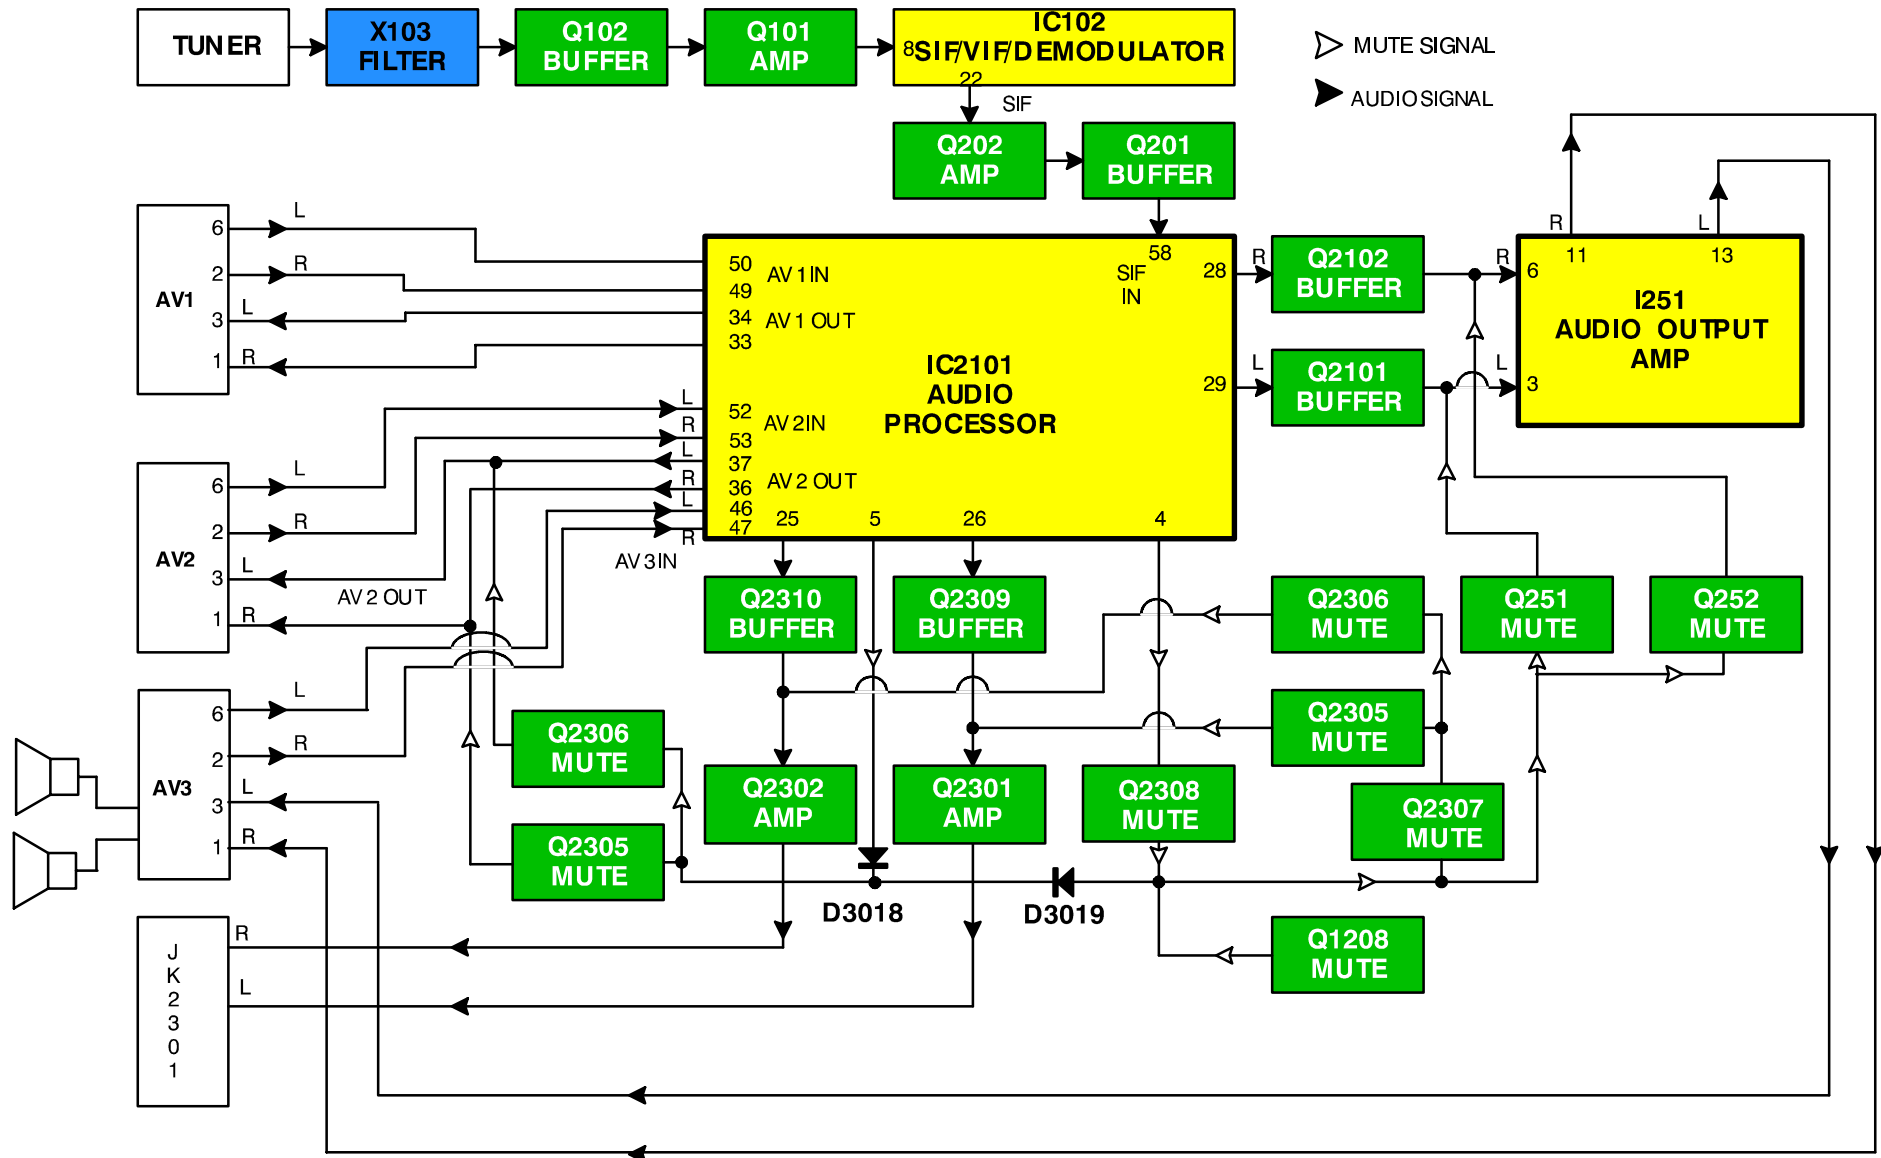 TUNER
X103
FILTER
Q102
BUFFER
Q101
AMP
IC102
8 SIF/VIF/DEMODULATOR
22
SIF
MUTE SIGNAL
AUDIO SIGNAL
Q202
AMP
Q201
BUFFER
AV1
6 L
2 R
3 L
1 R
50 AV 1 IN
49
34 AV 1 OUT
33
58
SIF
IN
28 R
29 L
IC2101
AUDIO
PROCESSOR
L 52 AV 2 IN
R 53
L 37
R 36 AV 2 OUT
L 46
R 47
AV 3 IN
25
5
26
4
Q2102
BUFFER
Q2101
BUFFER
R 6
L 3
R 11
L 13
I251
AUDIO OUTPUT
AMP
AV2
6 L
2 R
3 L
1 R
AV 2 OUT
Q2310
BUFFER
Q2309
BUFFER
Q2306
MUTE
Q251
MUTE
Q252
MUTE
AV3
6 L
2 R
3 L
1 R
Q2306
MUTE
Q2305
MUTE
Q2302
AMP
Q2301
AMP
Q2308
MUTE
Q2305
MUTE
Q2307
MUTE
D3018
D3019
Q1208
MUTE
R
L
J
K
2
3
0
1